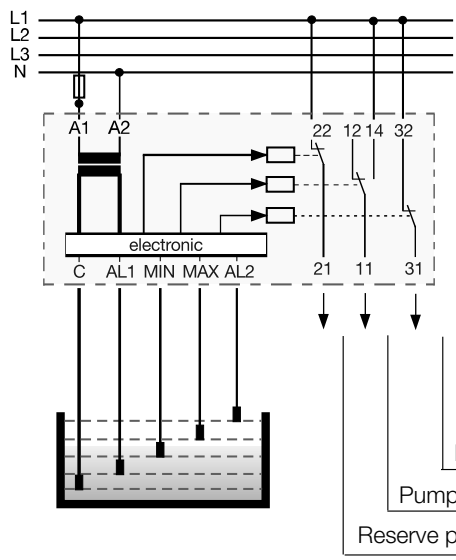 L1
L2
L3
N
A1 A2 22 12 14 32
electronic
C AL1 MIN MAX AL2 21 11 31
Pump
Reserve